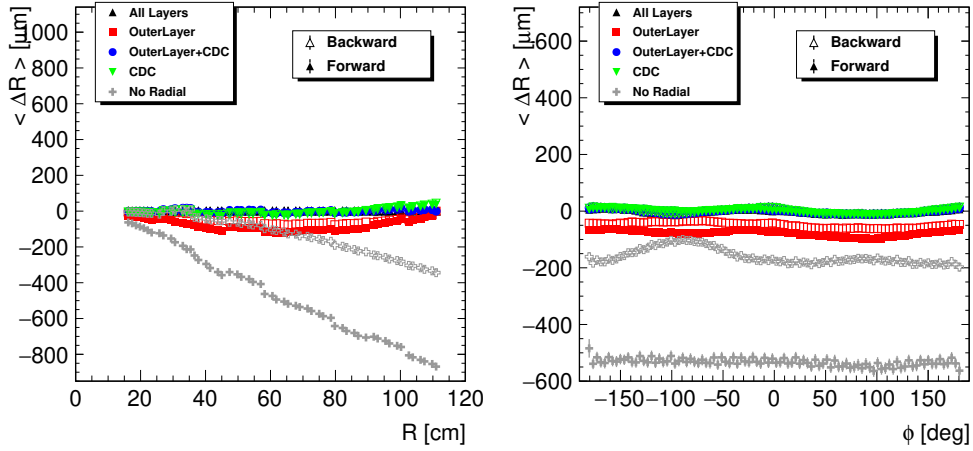 < ΔR > [μm]
1000
800
600
400
200
0
−200
−400
−600
−800
0 20 40 60 80 100 120
R [cm]
All Layers
OuterLayer
OuterLayer+CDC
CDC
No Radial
Backward
Forward
< ΔR > [μm]
600
400
200
0
−200
−400
−600
−150 −100 −50 0 50 100 150
ϕ [deg]
All Layers
OuterLayer
OuterLayer+CDC
CDC
No Radial
Backward
Forward